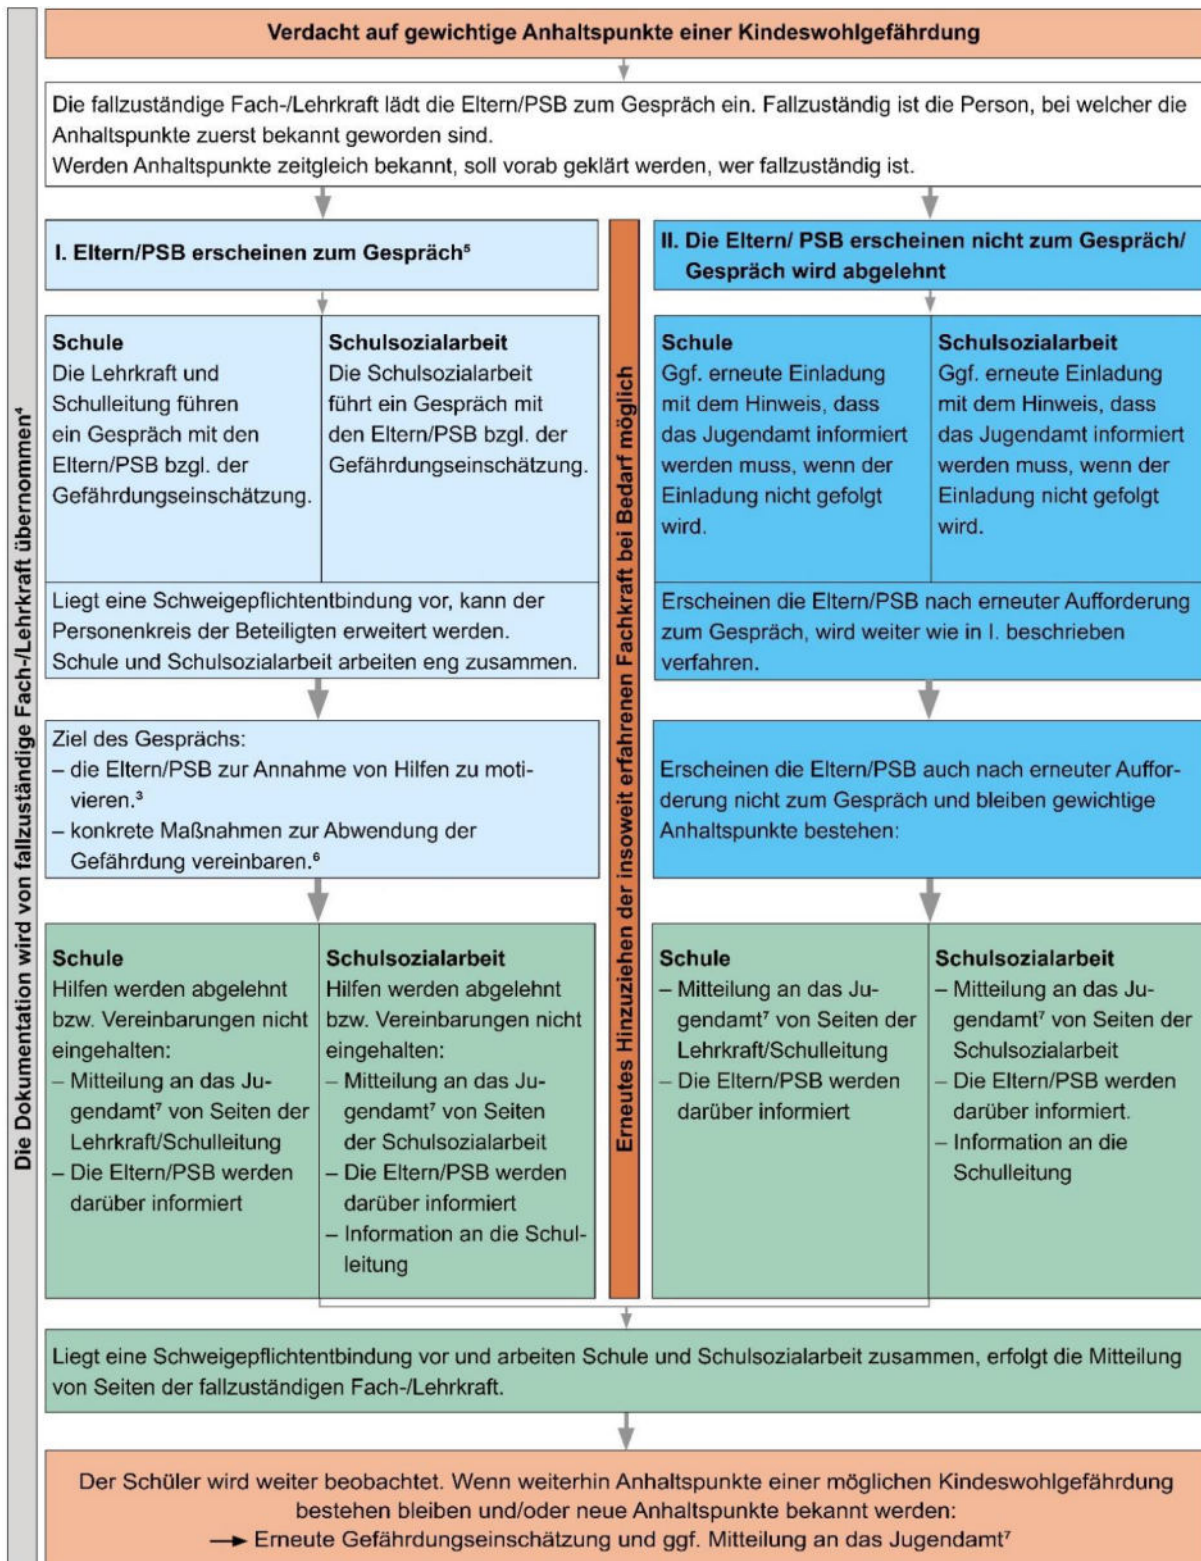 Verdacht auf gewichtige Anhaltspunkte einer Kindeswohlgefährdung
Die fallzuständige Fach-/Lehrkraft lädt die Eltern/PSB zum Gespräch ein. Fallzuständig ist die Person, bei welcher die
Anhaltspunkte zuerst bekannt geworden sind.
Werden Anhaltspunkte zeitgleich bekannt, soll vorab geklärt werden, wer fallzuständig ist.
Die Dokumentation wird von fallzuständige Fach-/Lehrkraft übernommen⁴
I. Eltern/PSB erscheinen zum Gespräch⁵
Schule
Die Lehrkraft und
Schulleitung führen
ein Gespräch mit den
Eltern/PSB bzgl. der
Gefährdungseinschätzung.
Schulsozialarbeit
Die Schulsozialarbeit
führt ein Gespräch mit
den Eltern/PSB bzgl. der
Gefährdungseinschätzung.
Liegt eine Schweigepflichtentbindung vor, kann der
Personenkreis der Beteiligten erweitert werden.
Schule und Schulsozialarbeit arbeiten eng zusammen.
Ziel des Gesprächs:
– die Eltern/PSB zur Annahme von Hilfen zu moti-
vieren.³
– konkrete Maßnahmen zur Abwendung der
Gefährdung vereinbaren.⁶
Schule
Hilfen werden abgelehnt
bzw. Vereinbarungen nicht
eingehalten:
– Mitteilung an das Ju-
gendamt⁷ von Seiten der
Lehrkraft/Schulleitung
– Die Eltern/PSB werden
darüber informiert
Schulsozialarbeit
Hilfen werden abgelehnt
bzw. Vereinbarungen nicht
eingehalten:
– Mitteilung an das Ju-
gendamt⁷ von Seiten
der Schulsozialarbeit
– Die Eltern/PSB werden
darüber informiert
– Information an die Schul-
leitung
Erneutes Hinzuziehen der insoweit erfahrenen Fachkraft bei Bedarf möglich
II. Die Eltern/ PSB erscheinen nicht zum Gespräch/
Gespräch wird abgelehnt
Schule
Ggf. erneute Einladung
mit dem Hinweis, dass
das Jugendamt informiert
werden muss, wenn der
Einladung nicht gefolgt
wird.
Schulsozialarbeit
Ggf. erneute Einladung
mit dem Hinweis, dass
das Jugendamt informiert
werden muss, wenn der
Einladung nicht gefolgt
wird.
Erscheinen die Eltern/PSB nach erneuter Aufforderung
zum Gespräch, wird weiter wie in I. beschrieben
verfahren.
Erscheinen die Eltern/PSB auch nach erneuter Auffor-
derung nicht zum Gespräch und bleiben gewichtige
Anhaltspunkte bestehen:
Schule
– Mitteilung an das Ju-
gendamt⁷ von Seiten der
Lehrkraft/Schulleitung
– Die Eltern/PSB werden
darüber informiert
Schulsozialarbeit
– Mitteilung an das Ju-
gendamt⁷ von Seiten der
Schulsozialarbeit
– Die Eltern/PSB werden
darüber informiert.
– Information an die
Schulleitung
Liegt eine Schweigepflichtentbindung vor und arbeiten Schule und Schulsozialarbeit zusammen, erfolgt die Mitteilung
von Seiten der fallzuständigen Fach-/Lehrkraft.
Der Schüler wird weiter beobachtet. Wenn weiterhin Anhaltspunkte einer möglichen Kindeswohlgefährdung
bestehen bleiben und/oder neue Anhaltspunkte bekannt werden:
→ Erneute Gefährdungseinschätzung und ggf. Mitteilung an das Jugendamt⁷